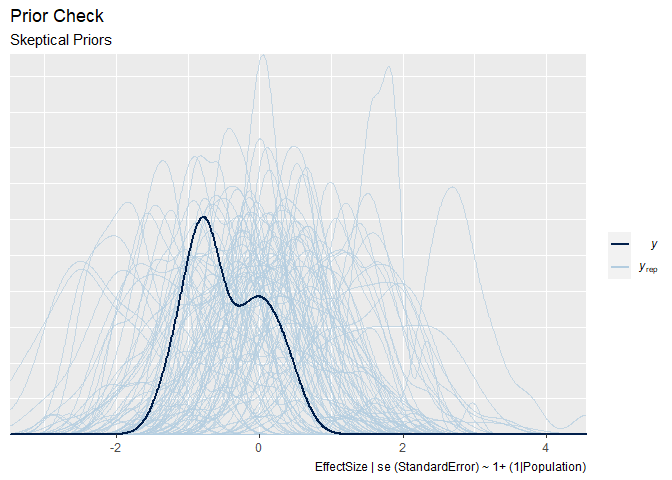 Prior Check
Skeptical Priors
y
yrep
-2 0 2 4
EffectSize | se (StandardError) ~ 1+ (1|Population)